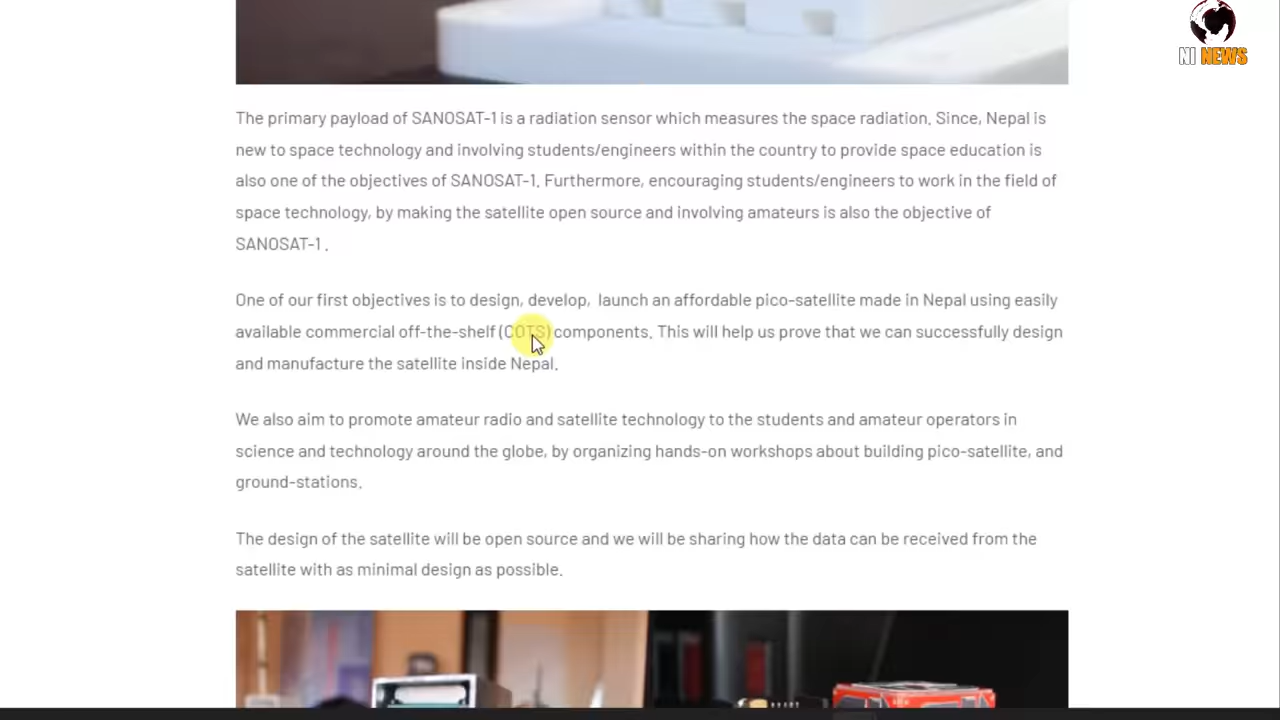 NI NEWS
The primary payload of SANOSAT-1 is a radiation sensor which measures the space radiation. Since, Nepal is
new to space technology and involving students/engineers within the country to provide space education is
also one of the objectives of SANOSAT-1. Furthermore, encouraging students/engineers to work in the field of
space technology, by making the satellite open source and involving amateurs is also the objective of
SANOSAT-1 .
One of our first objectives is to design, develop,  launch an affordable pico-satellite made in Nepal using easily
available commercial off-the-shelf (COTS) components. This will help us prove that we can successfully design
and manufacture the satellite inside Nepal.
We also aim to promote amateur radio and satellite technology to the students and amateur operators in
science and technology around the globe, by organizing hands-on workshops about building pico-satellite, and
ground-stations.
The design of the satellite will be open source and we will be sharing how the data can be received from the
satellite with as minimal design as possible.